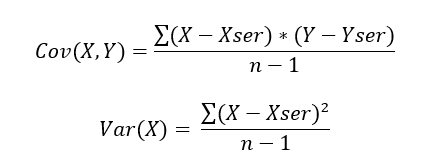 Cov(X,Y) = ∑(X − Xser) ∗ (Y − Yser) / n − 1
Var(X) = ∑(X − Xser)² / n − 1